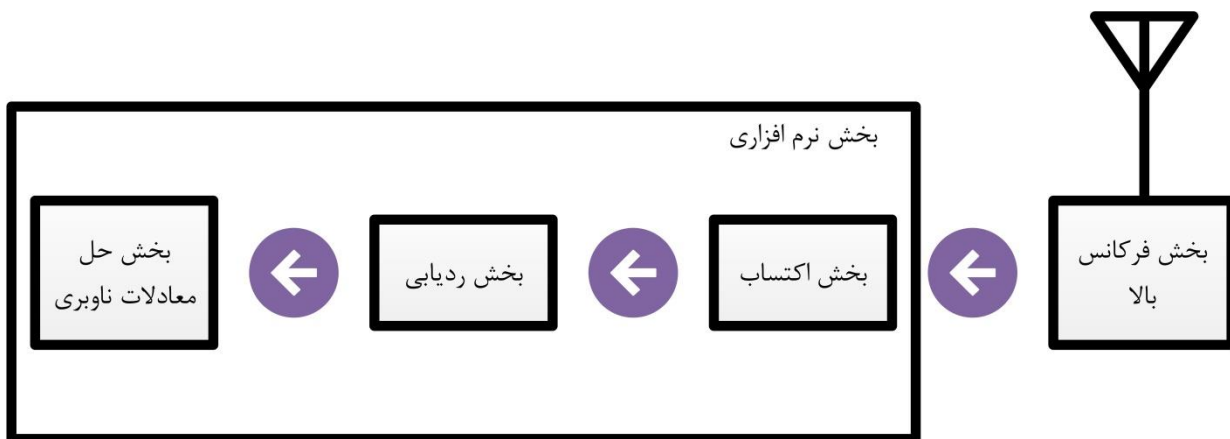 بخش نرم افزاری
بخش فرکانس
بالا
بخش اکتساب
بخش ردیابی
بخش حل
معادلات ناوبری